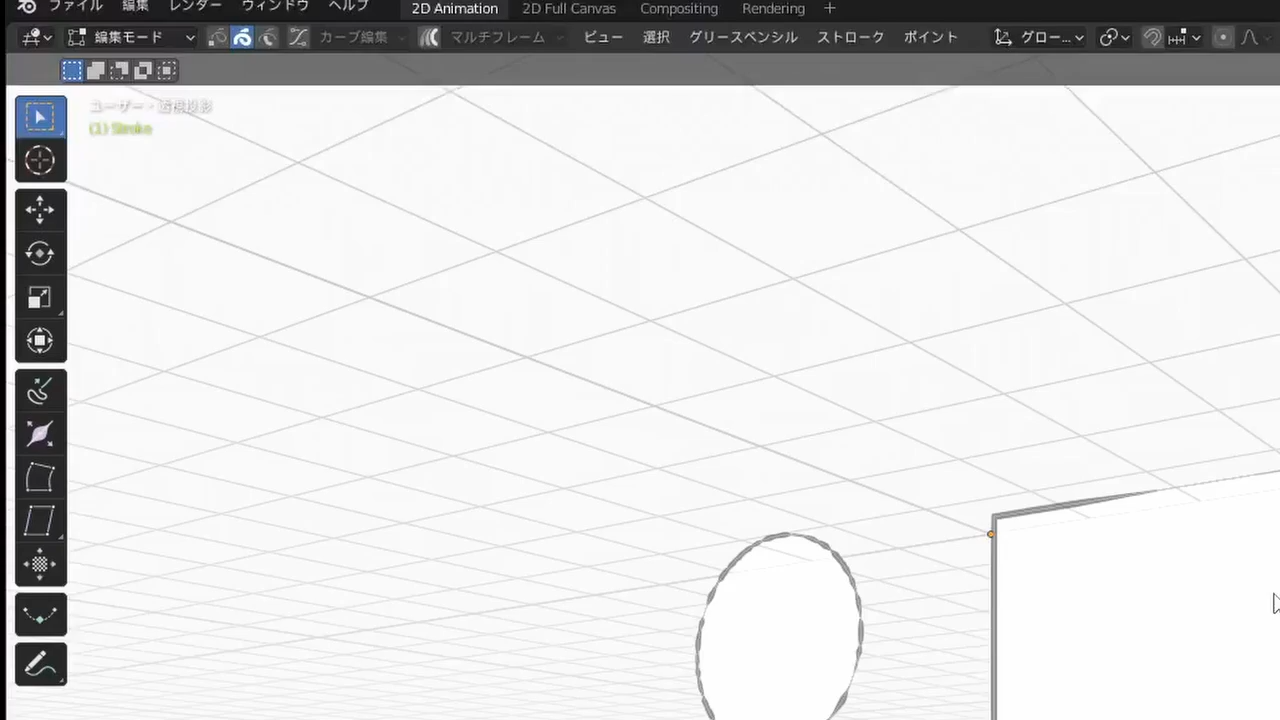 ファイル 編集 レンダー ウィンドウ ヘルプ 2D Animation 2D Full Canvas Compositing Rendering +
編集モード カーブ編集 マルチフレーム ビュー 選択 グリースペンシル ストローク ポイント グロー...
ユーザー・透視投影
(1) Stroke